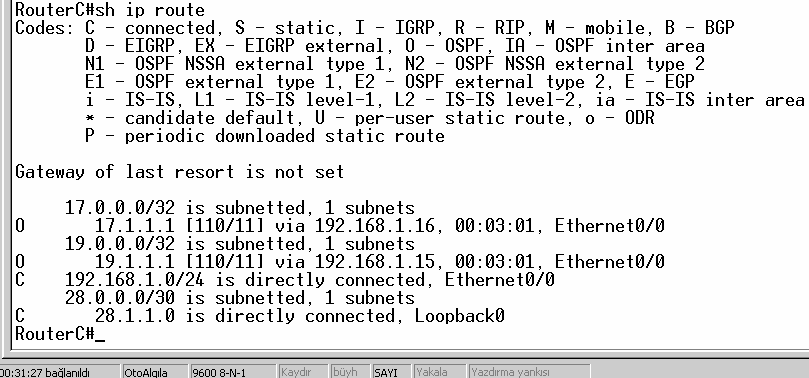 RouterC#sh ip route
Codes: C - connected, S - static, I - IGRP, R - RIP, M - mobile, B - BGP
       D - EIGRP, EX - EIGRP external, O - OSPF, IA - OSPF inter area
       N1 - OSPF NSSA external type 1, N2 - OSPF NSSA external type 2
       E1 - OSPF external type 1, E2 - OSPF external type 2, E - EGP
       i - IS-IS, L1 - IS-IS level-1, L2 - IS-IS level-2, ia - IS-IS inter area
       * - candidate default, U - per-user static route, o - ODR
       P - periodic downloaded static route
Gateway of last resort is not set
     17.0.0.0/32 is subnetted, 1 subnets
O       17.1.1.1 [110/11] via 192.168.1.16, 00:03:01, Ethernet0/0
     19.0.0.0/32 is subnetted, 1 subnets
O       19.1.1.1 [110/11] via 192.168.1.15, 00:03:01, Ethernet0/0
C    192.168.1.0/24 is directly connected, Ethernet0/0
     28.0.0.0/30 is subnetted, 1 subnets
C       28.1.1.0 is directly connected, Loopback0
RouterC#_
00:31:27 bağlanıldı OtoAlgıla 9600 8-N-1 Kaydır büyh SAYI Yakala Yazdırma yankısı